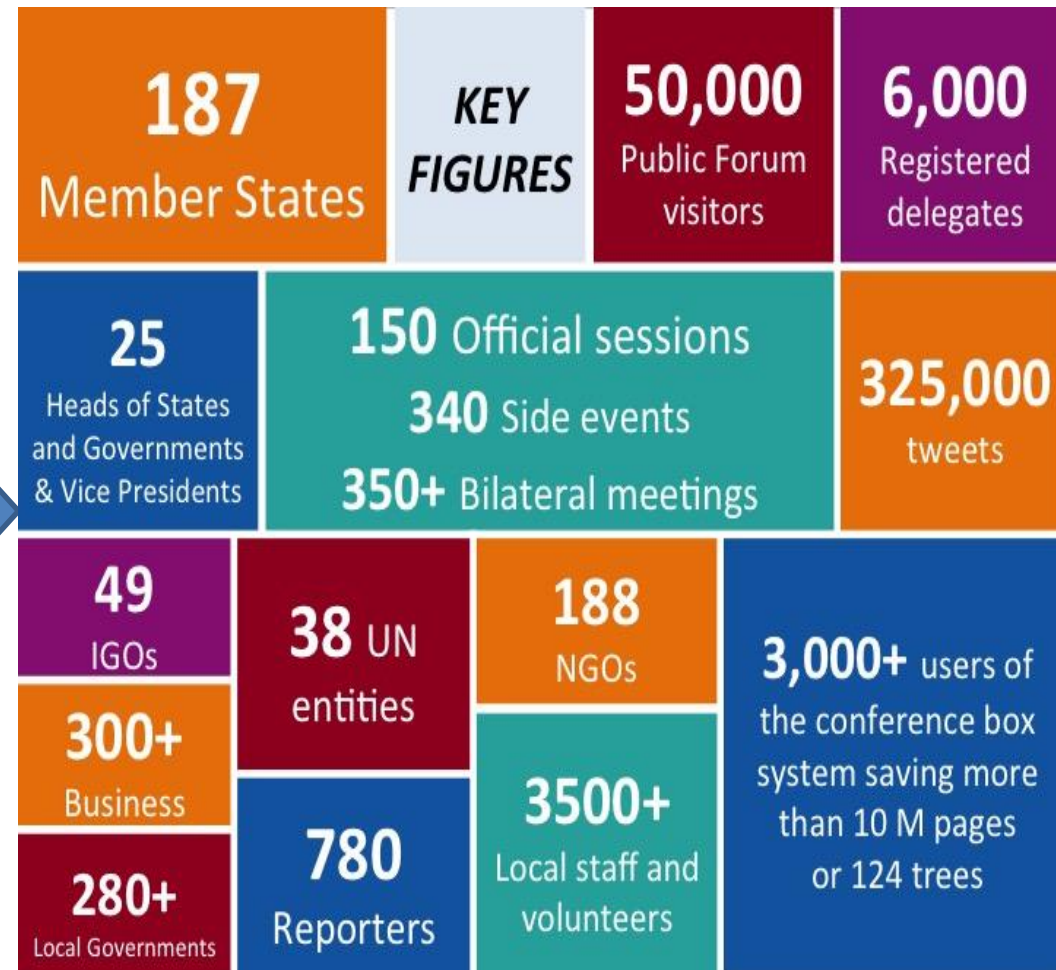 187
Member States
KEY
FIGURES
50,000
Public Forum
visitors
6,000
Registered
delegates
25
Heads of States
and Governments
& Vice Presidents
150 Official sessions
340 Side events
350+ Bilateral meetings
325,000
tweets
49
IGOs
300+
Business
280+
Local Governments
38 UN
entities
780
Reporters
188
NGOs
3500+
Local staff and
volunteers
3,000+ users of
the conference box
system saving more
than 10 M pages
or 124 trees